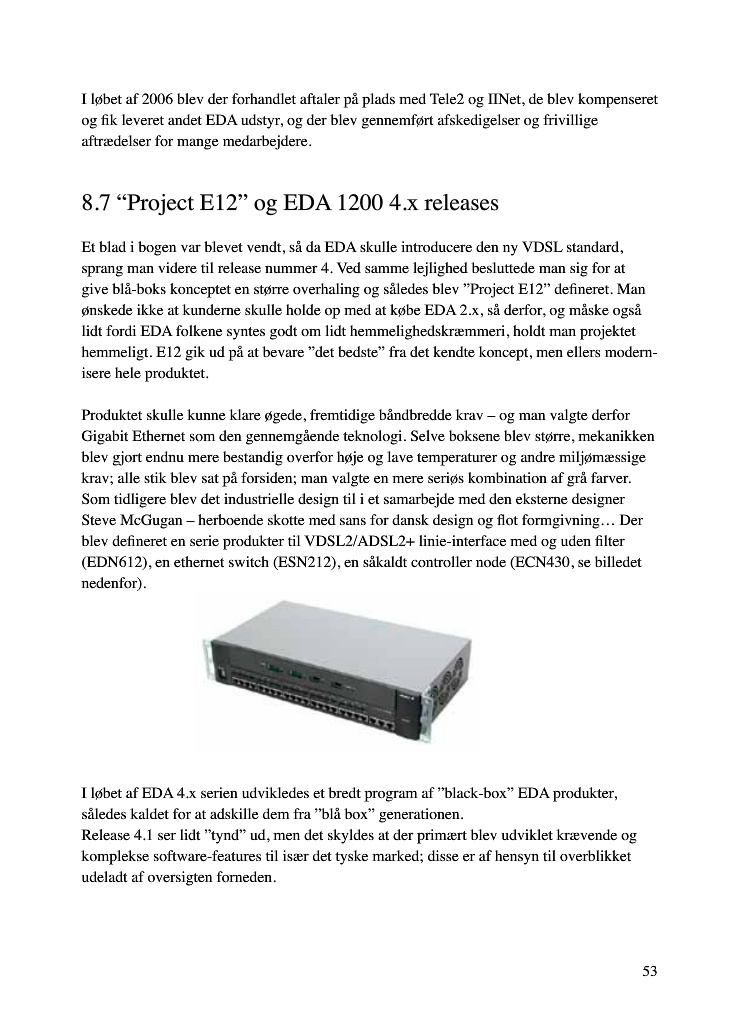 I løbet af 2006 blev der forhandlet aftaler på plads med Tele2 og IINet, de blev kompenseret
og fik leveret andet EDA udstyr, og der blev gennemført afskedigelser og frivillige
aftrædelser for mange medarbejdere.
8.7 “Project E12” og EDA 1200 4.x releases
Et blad i bogen var blevet vendt, så da EDA skulle introducere den ny VDSL standard,
sprang man videre til release nummer 4. Ved samme lejlighed besluttede man sig for at
give blå-boks konceptet en større overhaling og således blev ”Project E12” defineret. Man
ønskede ikke at kunderne skulle holde op med at købe EDA 2.x, så derfor, og måske også
lidt fordi EDA folkene syntes godt om lidt hemmelighedskræmmeri, holdt man projektet
hemmeligt. E12 gik ud på at bevare ”det bedste” fra det kendte koncept, men ellers modern-
isere hele produktet.
Produktet skulle kunne klare øgede, fremtidige båndbredde krav – og man valgte derfor
Gigabit Ethernet som den gennemgående teknologi. Selve boksene blev større, mekanikken
blev gjort endnu mere bestandig overfor høje og lave temperaturer og andre miljømæssige
krav; alle stik blev sat på forsiden; man valgte en mere seriøs kombination af grå farver.
Som tidligere blev det industrielle design til i et samarbejde med den eksterne designer
Steve McGugan – herboende skotte med sans for dansk design og flot formgivning… Der
blev defineret en serie produkter til VDSL2/ADSL2+ linie-interface med og uden filter
(EDN612), en ethernet switch (ESN212), en såkaldt controller node (ECN430, se billedet
nedenfor).
I løbet af EDA 4.x serien udvikledes et bredt program af ”black-box” EDA produkter,
således kaldet for at adskille dem fra ”blå box” generationen.
Release 4.1 ser lidt ”tynd” ud, men det skyldes at der primært blev udviklet krævende og
komplekse software-features til især det tyske marked; disse er af hensyn til overblikket
udeladt af oversigten forneden.
53